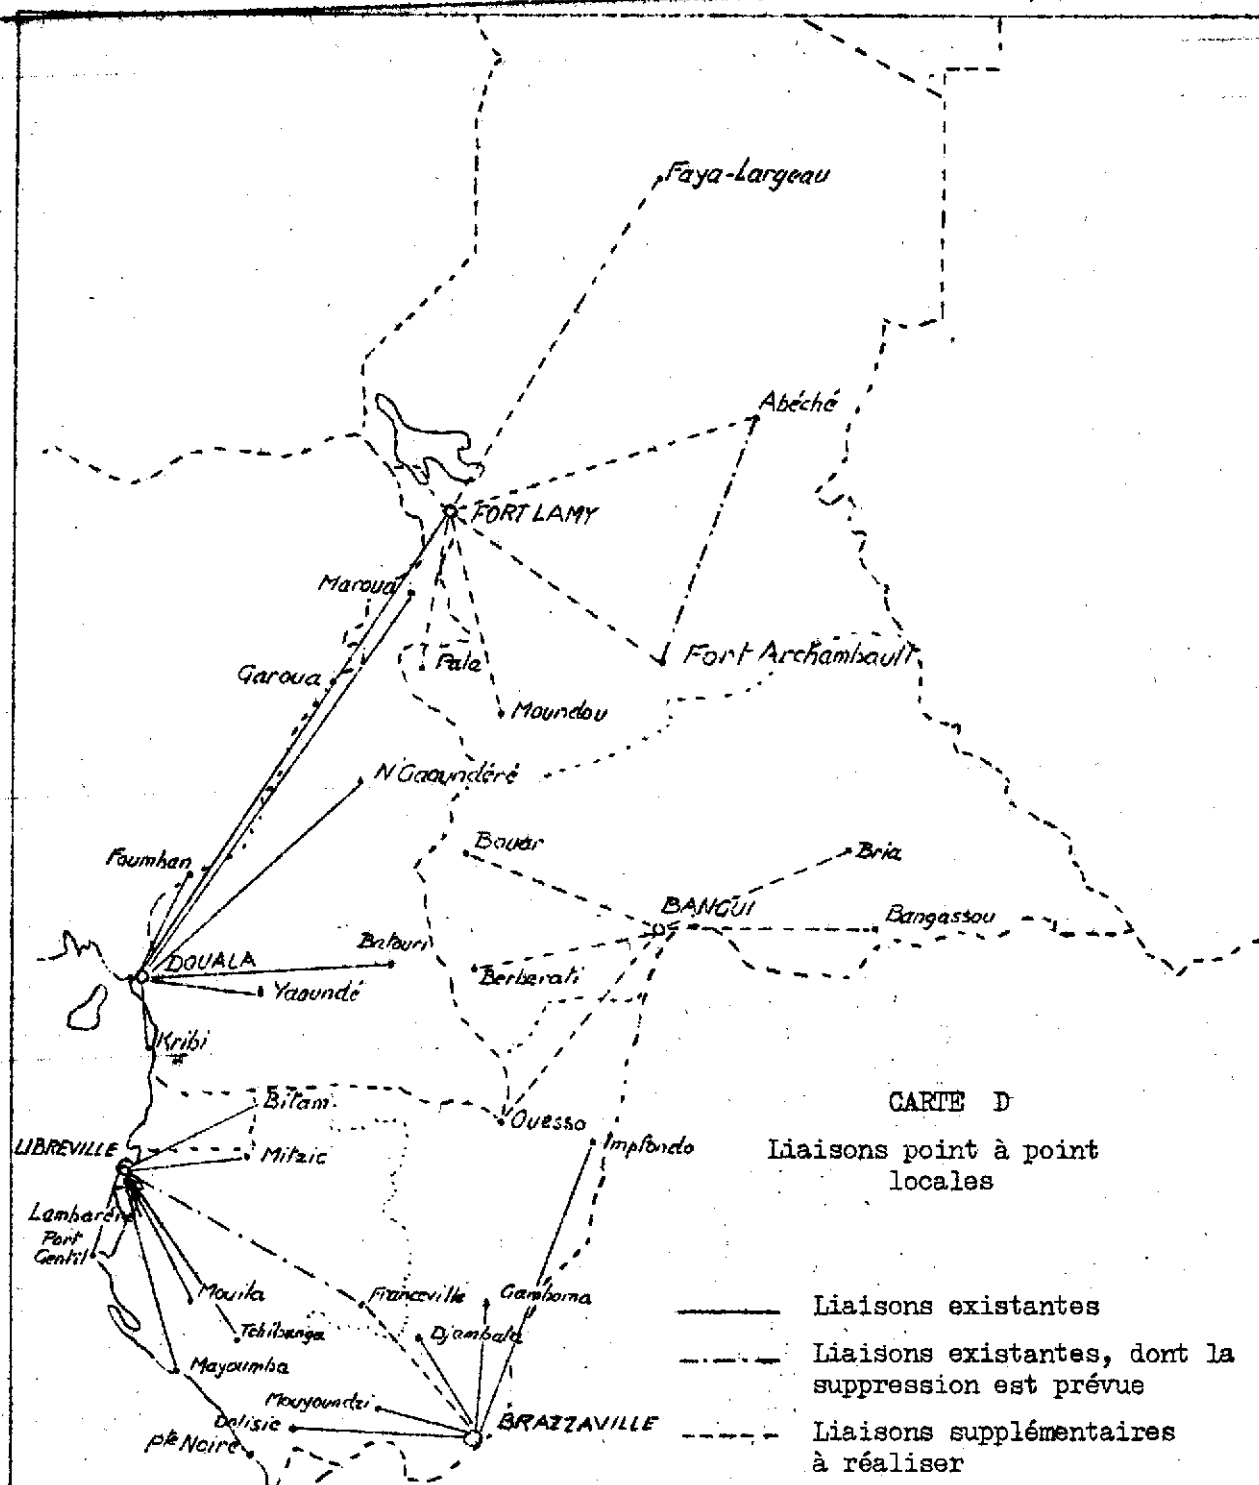 Faya-Largeau
Abéché
FORT LAMY
Maroua
Fort Archambault
Pala
Garoua
Moundou
N'Gaoundéré
Bouar
Bria
Foumban
BANGUI
Bangassou
Batouri
DOUALA
Berberati
Yaoundé
Kribi
CARTE D
Bitam
Ouesso
LIBREVILLE
Mitzic
Impfondo
Liaisons point à point
locales
Lambaréné
Port
Gentil
Mouila
Franceville
Gamboma
Liaisons existantes
Tchibanga
Djambala
Liaisons existantes, dont la
suppression est prévue
Mayoumba
Mouyoundzi
Dolisie
BRAZZAVILLE
Pte Noire
Liaisons supplémentaires
à réaliser